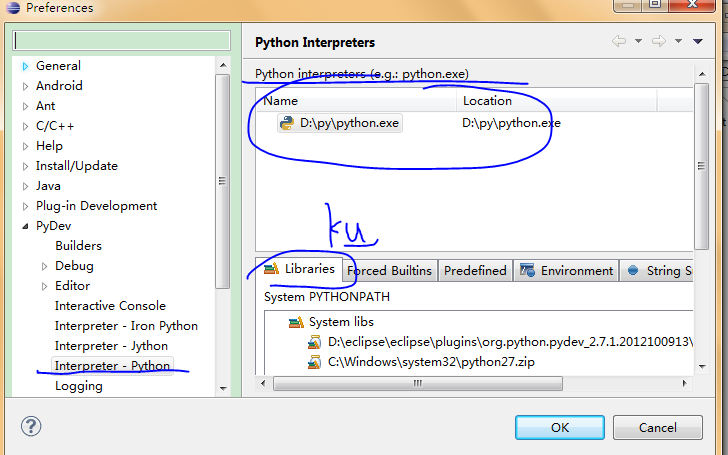 Preferences
Python Interpreters
General
Android
Ant
C/C++
Help
Install/Update
Java
Plug-in Development
PyDev
Builders
Debug
Editor
Interactive Console
Interpreter - Iron Python
Interpreter - Jython
Interpreter - Python
Logging
Python interpreters (e.g.: python.exe)
Name Location
D:\py\python.exe D:\py\python.exe
ku
Libraries Forced Builtins Predefined Environment String S
System PYTHONPATH
System libs
D:\eclipse\eclipse\plugins\org.python.pydev_2.7.1.2012100913\
C:\Windows\system32\python27.zip
OK Cancel